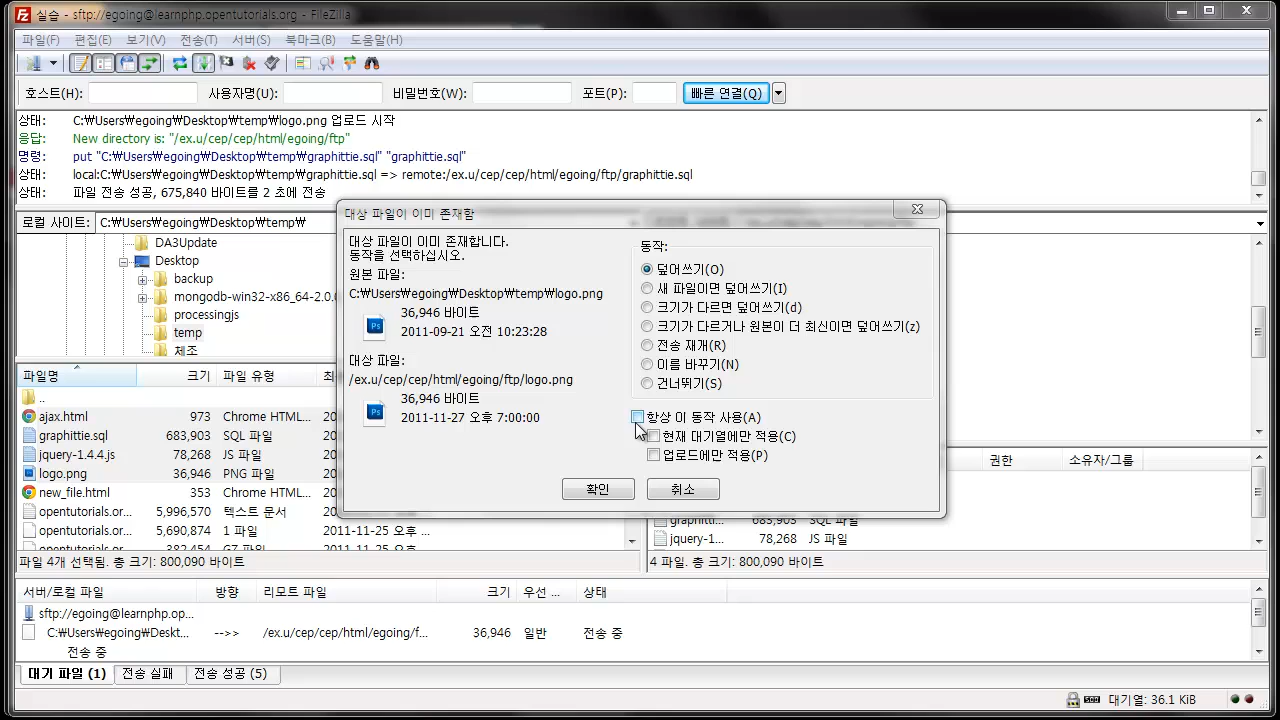 실습 - sftp://egoing@learnphp.opentutorials.org - FileZilla
파일(F) 편집(E) 보기(V) 전송(T) 서버(S) 북마크(B) 도움말(H)
호스트(H): 사용자명(U): 비밀번호(W): 포트(P): 빠른 연결(Q)
상태: C:₩Users₩egoing₩Desktop₩temp₩logo.png 업로드 시작
응답: New directory is: "/ex.u/cep/cep/html/egoing/ftp"
명령: put "C:₩Users₩egoing₩Desktop₩temp₩graphittie.sql" "graphittie.sql"
상태: local:C:₩Users₩egoing₩Desktop₩temp₩graphittie.sql => remote:/ex.u/cep/cep/html/egoing/ftp/graphittie.sql
상태: 파일 전송 성공, 675,840 바이트를 2 초에 전송
로컬 사이트: C:₩Users₩egoing₩Desktop₩temp₩
DA3Update
Desktop
backup
mongodb-win32-x86_64-2.0.
processingjs
temp
체조
파일명 크기 파일 유형
..
ajax.html 973 Chrome HTML...
graphittie.sql 683,903 SQL 파일
jquery-1.4.4.js 78,268 JS 파일
logo.png 36,946 PNG 파일
new_file.html 353 Chrome HTML...
opentutorials.or... 5,996,570 텍스트 문서
opentutorials.or... 5,690,874 1 파일 2011-11-25 오후 ...
opentutorials.or 382,454 GZ 파일 2011-11-25 오후
파일 4개 선택됨. 총 크기: 800,090 바이트
대상 파일이 이미 존재함
대상 파일이 이미 존재합니다.
동작을 선택하십시오.
원본 파일:
C:₩Users₩egoing₩Desktop₩temp₩logo.png
36,946 바이트
2011-09-21 오전 10:23:28
대상 파일:
/ex.u/cep/cep/html/egoing/ftp/logo.png
36,946 바이트
2011-11-27 오후 7:00:00
동작:
덮어쓰기(O)
새 파일이면 덮어쓰기(I)
크기가 다르면 덮어쓰기(d)
크기가 다르거나 원본이 더 최신이면 덮어쓰기(z)
전송 재개(R)
이름 바꾸기(N)
건너뛰기(S)
항상 이 동작 사용(A)
현재 대기열에만 적용(C)
업로드에만 적용(P)
확인 취소
권한 소유자/그룹
graphitti... 683,903 SQL 파일
jquery-1... 78,268 JS 파일
4 파일. 총 크기: 800,090 바이트
서버/로컬 파일 방향 리모트 파일 크기 우선 ... 상태
sftp://egoing@learnphp.op...
C:₩Users₩egoing₩Deskt... -->> /ex.u/cep/cep/html/egoing/f... 36,946 일반 전송 중
전송 중
대기 파일 (1) 전송 실패 전송 성공 (5)
대기열: 36.1 KiB